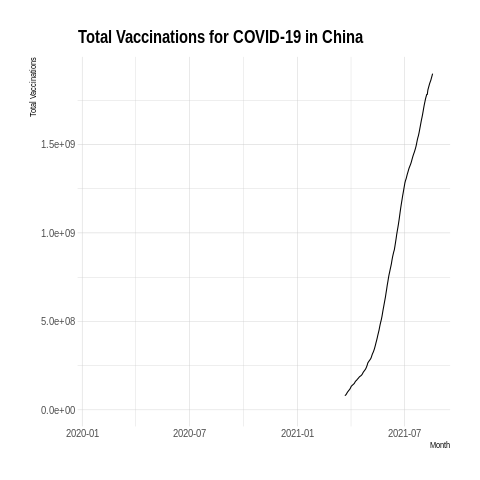 Total Vaccinations for COVID-19 in China
Total Vaccinations
1.5e+09
1.0e+09
5.0e+08
0.0e+00
2020-01 2020-07 2021-01 2021-07
Month